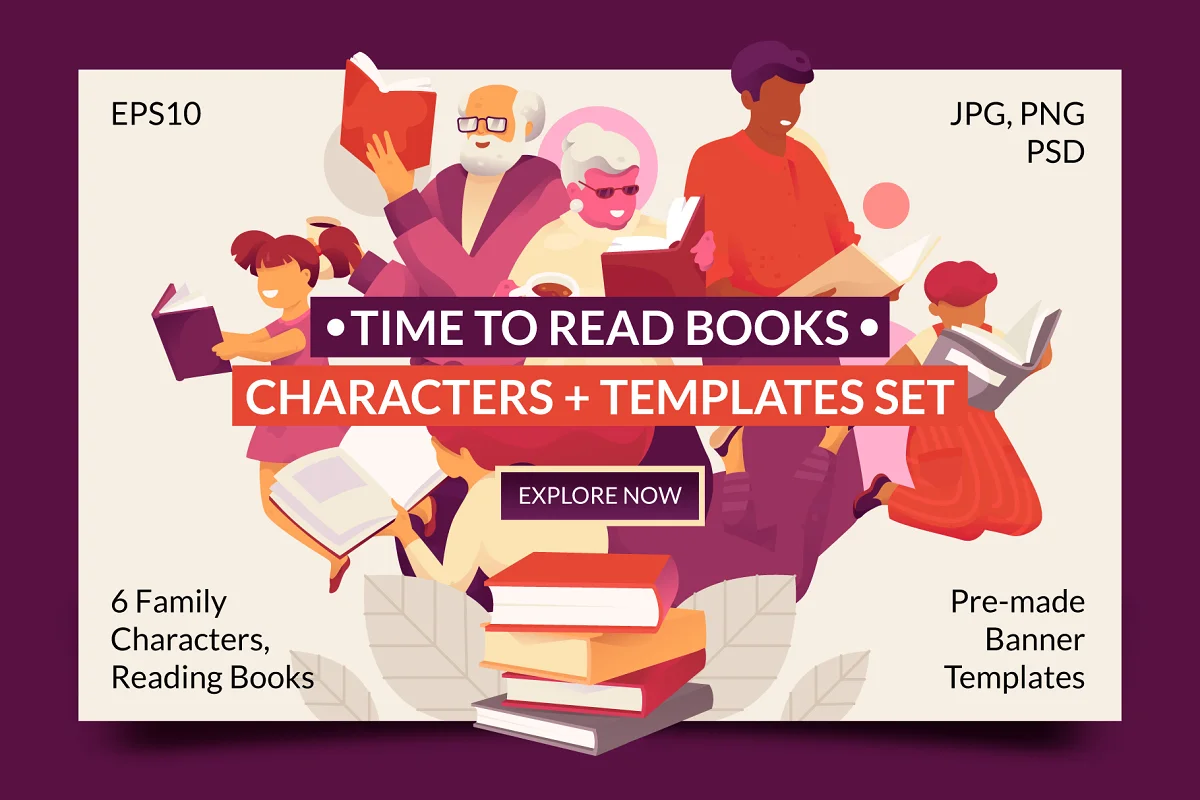 EPS10
JPG, PNG
PSD
•TIME TO READ BOOKS•
CHARACTERS + TEMPLATES SET
EXPLORE NOW
6 Family
Characters,
Reading Books
Pre-made
Banner
Templates